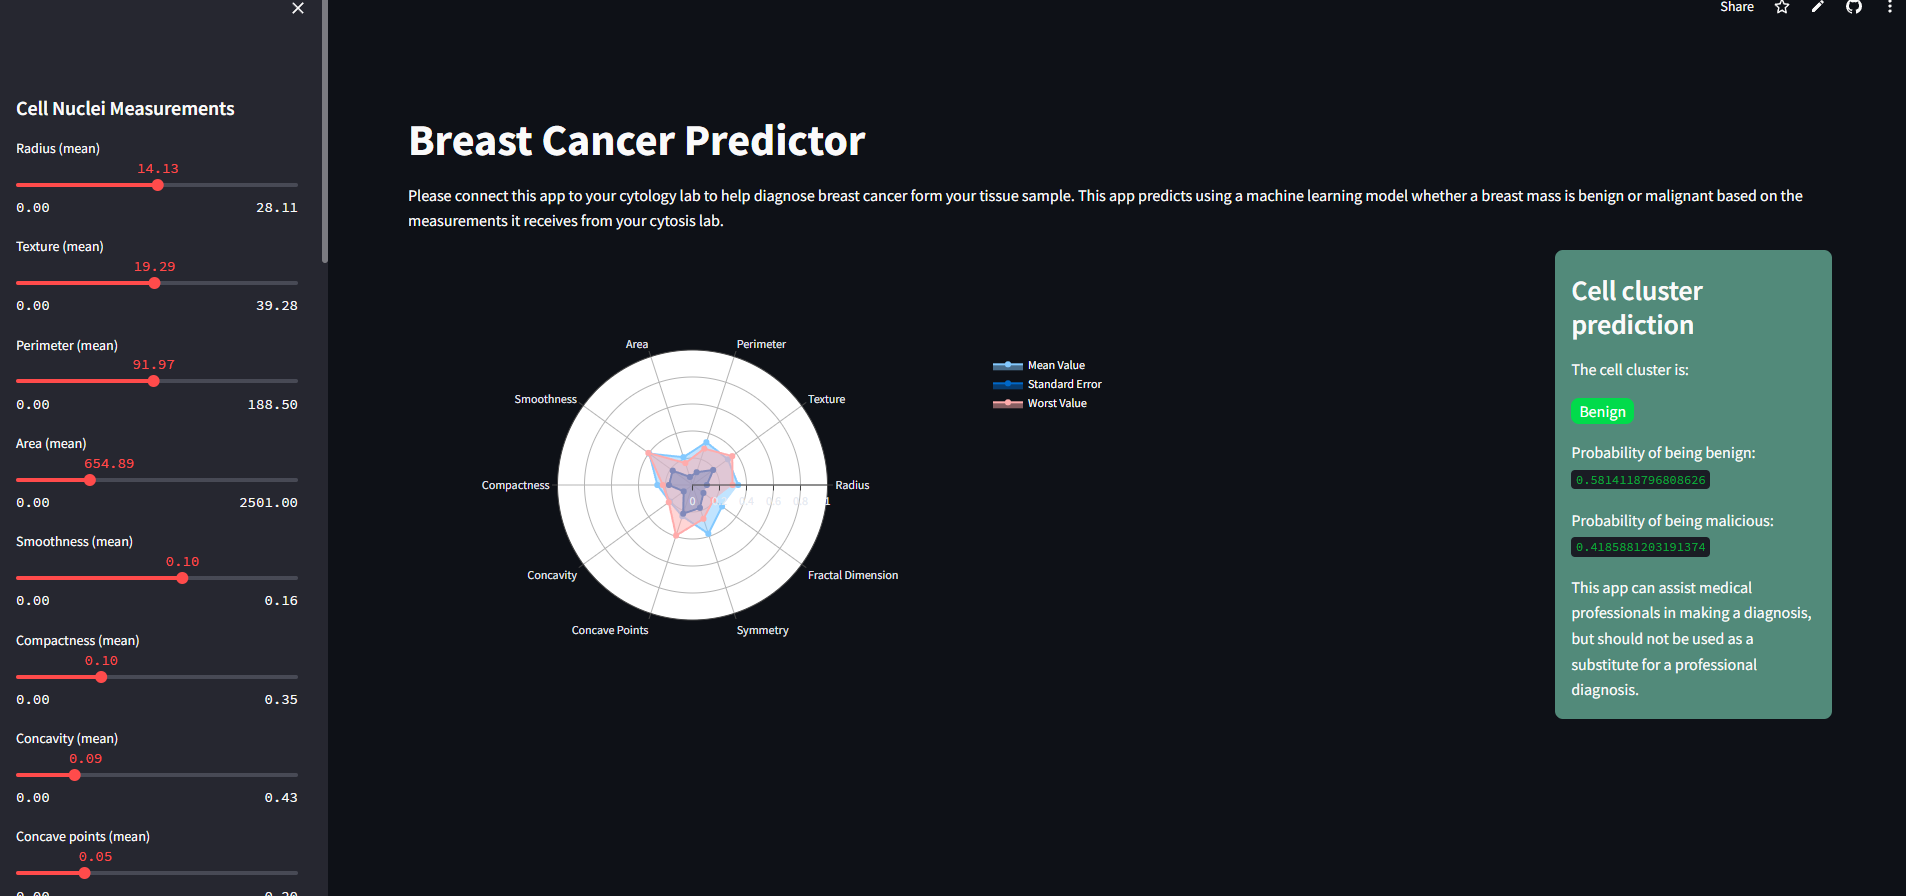 Share
Cell Nuclei Measurements
Radius (mean)
14.13
0.00 28.11
Texture (mean)
19.29
0.00 39.28
Perimeter (mean)
91.97
0.00 188.50
Area (mean)
654.89
0.00 2501.00
Smoothness (mean)
0.10
0.00 0.16
Compactness (mean)
0.10
0.00 0.35
Concavity (mean)
0.09
0.00 0.43
Concave points (mean)
0.05
Breast Cancer Predictor
Please connect this app to your cytology lab to help diagnose breast cancer form your tissue sample. This app predicts using a machine learning model whether a breast mass is benign or malignant based on the
measurements it receives from your cytosis lab.
Area Perimeter
Smoothness Texture
Compactness Radius
0 0.4 0.6 0.8 1
Concavity Fractal Dimension
Concave Points Symmetry
Mean Value
Standard Error
Worst Value
Cell cluster
prediction
The cell cluster is:
Benign
Probability of being benign:
0.5814118796808626
Probability of being malicious:
0.4185881203191374
This app can assist medical
professionals in making a diagnosis,
but should not be used as a
substitute for a professional
diagnosis.